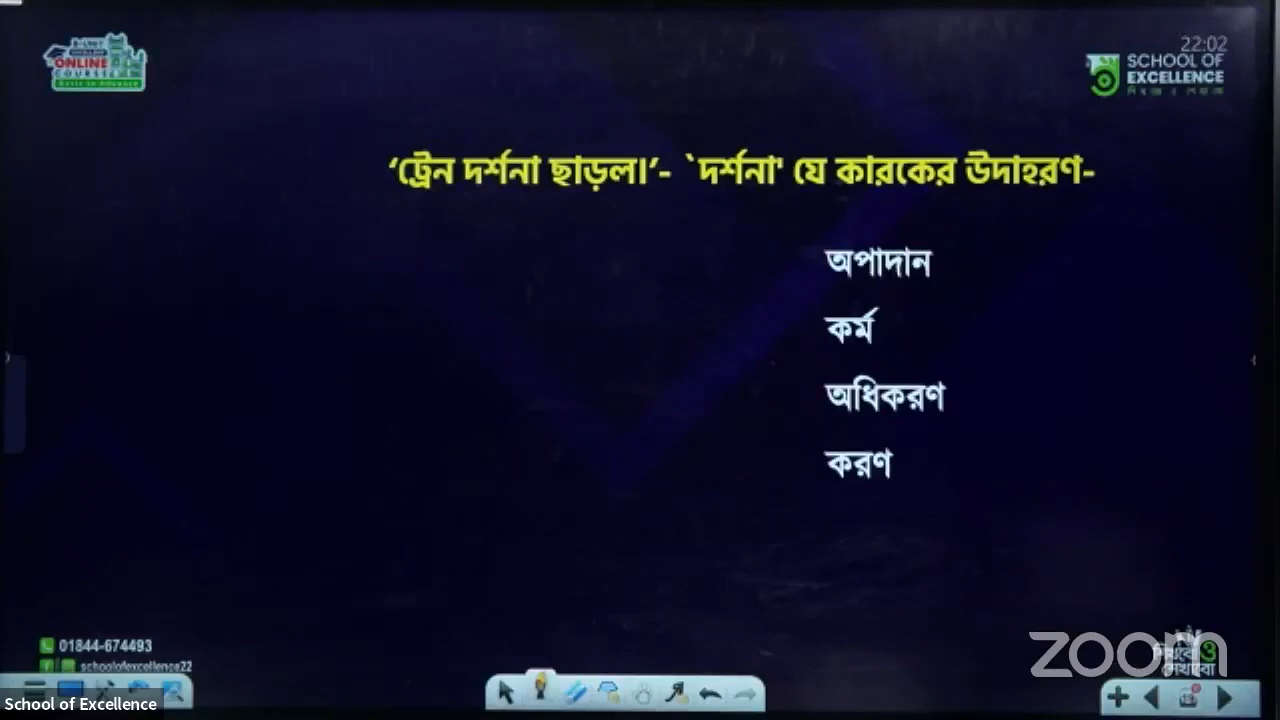 22:02
ONLINE
COURSE
SCHOOL OF
EXCELLENCE
‘ট্রেন দর্শনা ছাড়ল।’- `দর্শনা' যে কারকের উদাহরণ-
অপাদান
কর্ম
অধিকরণ
করণ
01844-674493
schoolofexcellence22
zoom
School of Excellence